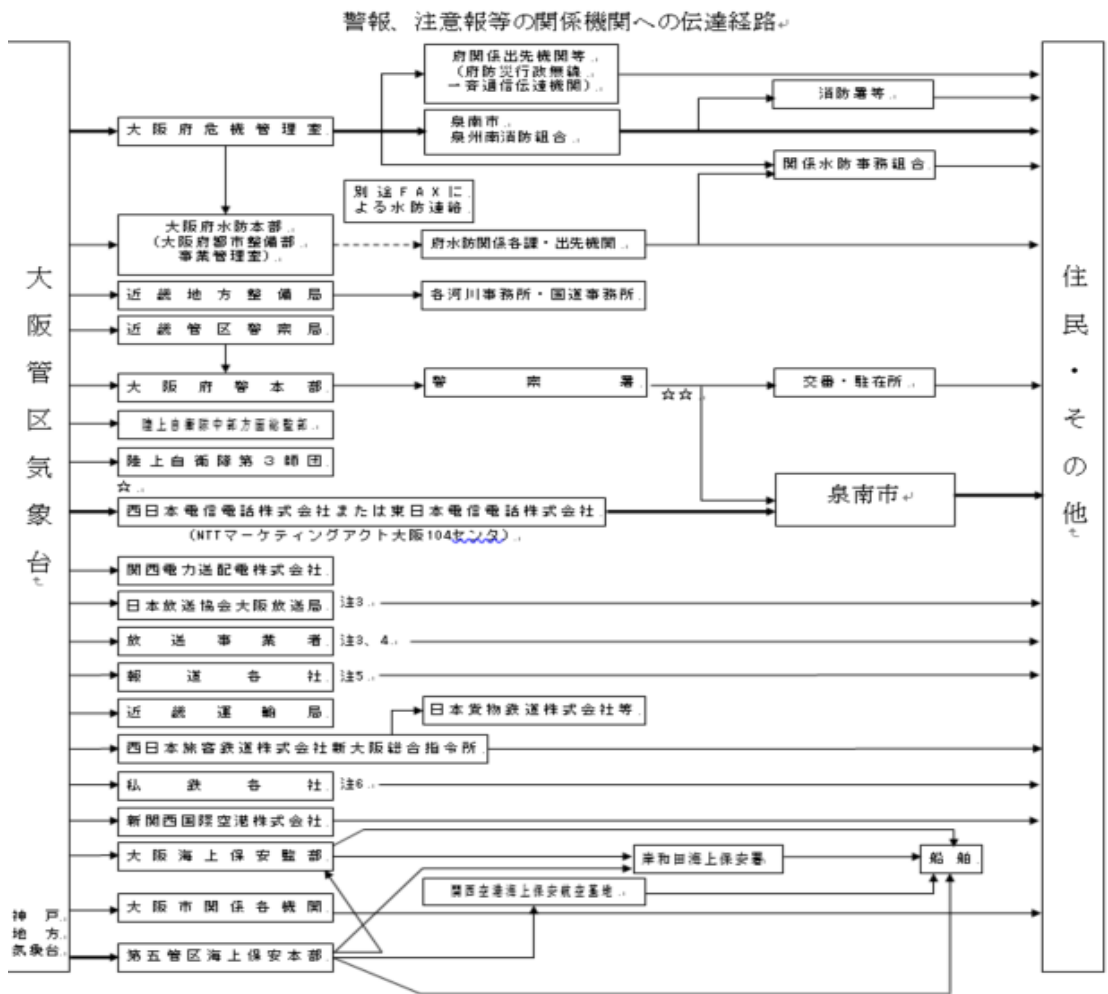 警報、注意報等の関係機関への伝達経路
大阪管区気象台
神戸
地方
気象台
大阪府危機管理室
大阪府水防本部
(大阪府都市整備部
事業管理室)
近畿地方整備局
近畿管区警察局
大阪府警本部
陸上自衛隊中部方面総監部
陸上自衛隊第3師団
☆
西日本電信電話株式会社または東日本電信電話株式会社
(NTTマーケティングアクト大阪104センタ)
関西電力送配電株式会社
日本放送協会大阪放送局 注3
放送事業者 注3、4
報道各社 注5
近畿運輸局
西日本旅客鉄道株式会社新大阪総合指令所
私鉄各社 注6
新関西国際空港株式会社
大阪海上保安監部
大阪市関係各機関
第五管区海上保安本部
府関係出先機関等
(府防災行政無線
一斉通信伝達機関)
泉南市
泉州南消防組合
別途FAXに
よる水防連絡
府水防関係各課・出先機関
各河川事務所・国道事務所
警察署
☆☆
日本貨物鉄道株式会社等
関西空港海上保安航空基地
消防署等
関係水防事務組合
交番・駐在所
泉南市
岸和田海上保安署
船舶
住民・その他